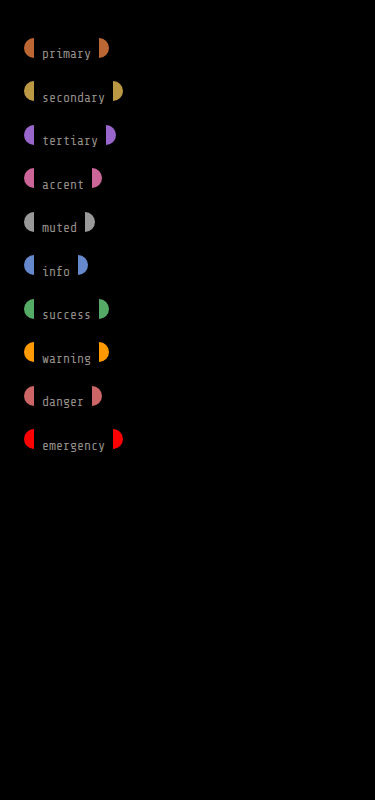 primary
secondary
tertiary
accent
muted
info
success
warning
danger
emergency